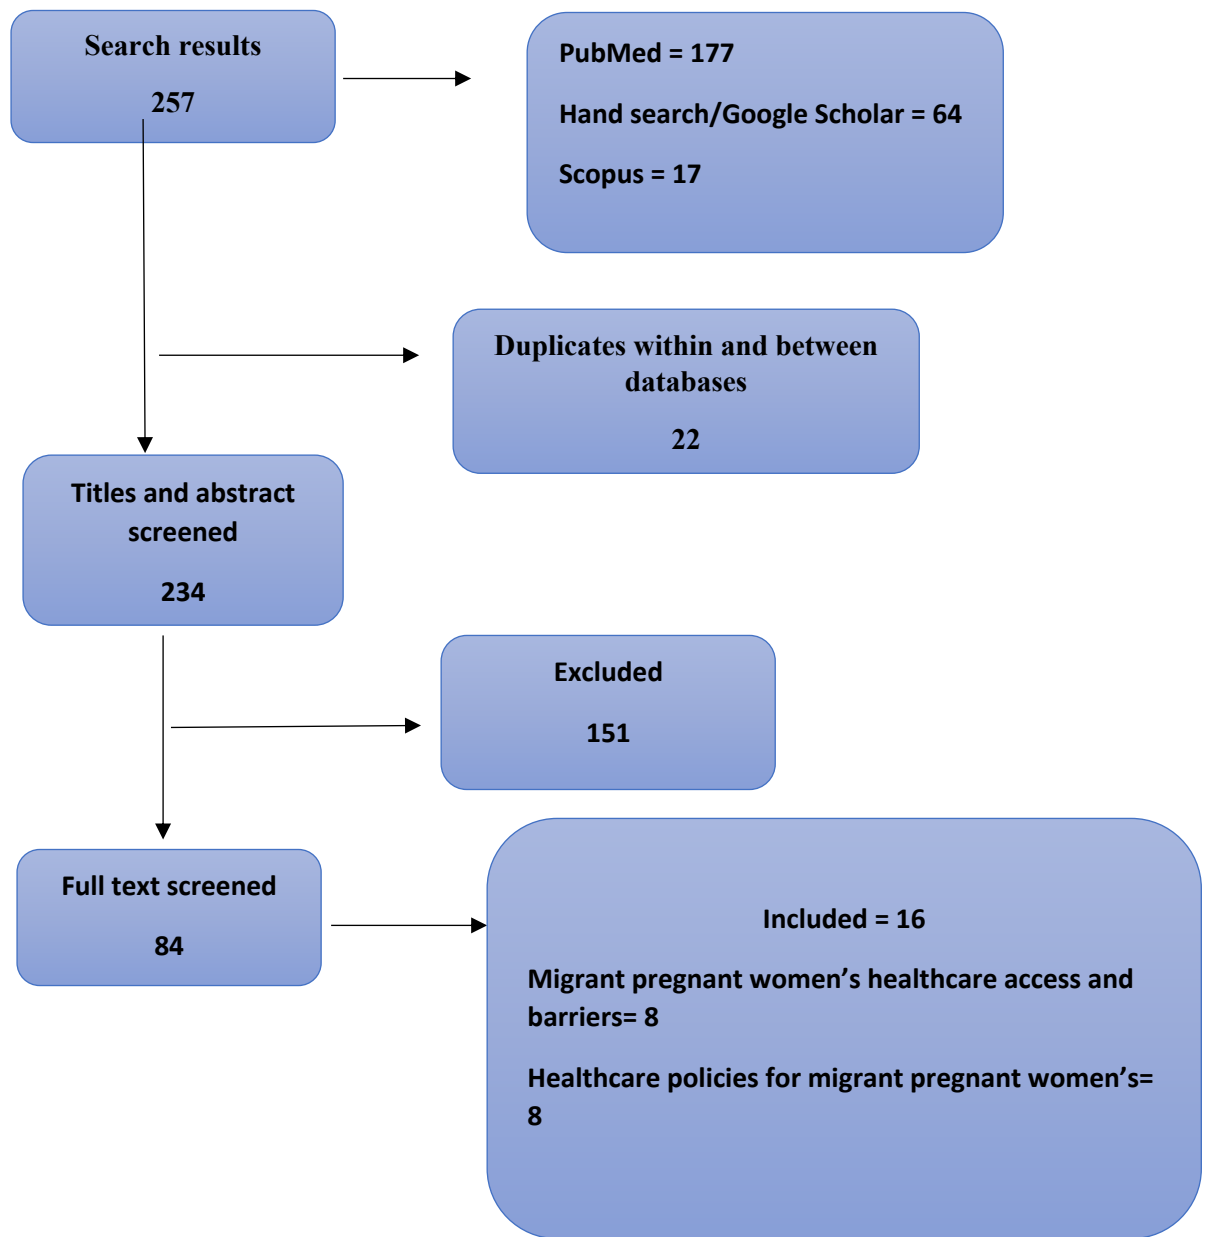 Search results
257
PubMed = 177
Hand search/Google Scholar = 64
Scopus = 17
Duplicates within and between
databases
22
Titles and abstract
screened
234
Excluded
151
Full text screened
84
Included = 16
Migrant pregnant women’s healthcare access and
barriers= 8
Healthcare policies for migrant pregnant women’s=
8